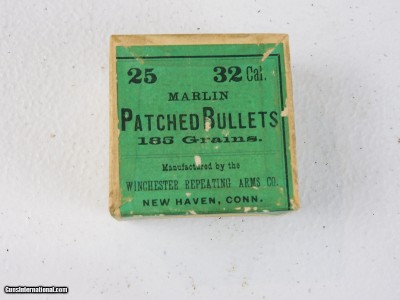 25 32 Cal.
MARLIN
PATCHED BULLETS
185 Grains.
Manufactured by the
WINCHESTER REPEATING ARMS CO.
NEW HAVEN, CONN.
GunsInternational.com